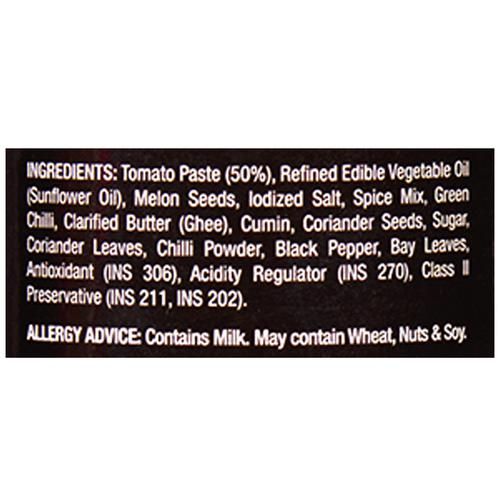 INGREDIENTS: Tomato Paste (50%), Refined Edible Vegetable Oil
(Sunflower Oil), Melon Seeds, Iodized Salt, Spice Mix, Green
Chilli, Clarified Butter (Ghee), Cumin, Coriander Seeds, Sugar,
Coriander Leaves, Chilli Powder, Black Pepper, Bay Leaves,
Antioxidant (INS 306), Acidity Regulator (INS 270), Class II
Preservative (INS 211, INS 202).
ALLERGY ADVICE: Contains Milk. May contain Wheat, Nuts & Soy.